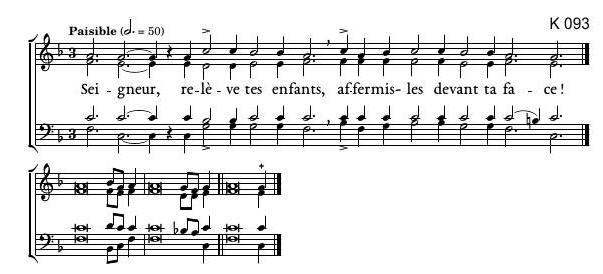 K 093
Paisible (𝅗𝅥. = 50)
Sei - gneur, re - lè - ve tes enfants, af-fermis- les devant ta fa - ce !